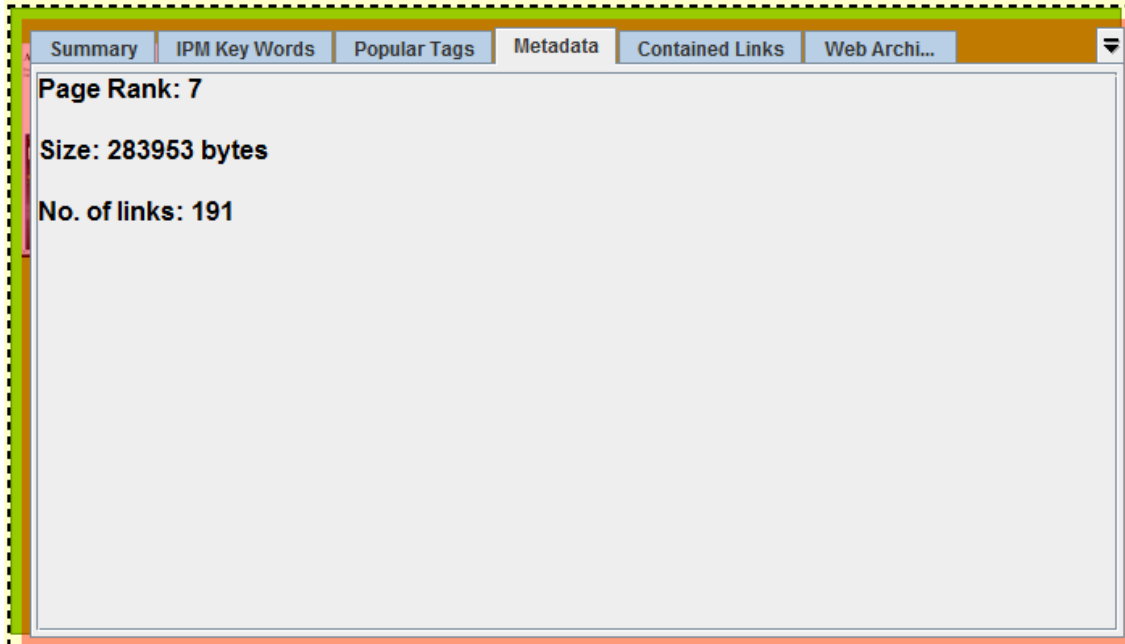 Summary IPM Key Words Popular Tags Metadata Contained Links Web Archi...
Page Rank: 7
Size: 283953 bytes
No. of links: 191